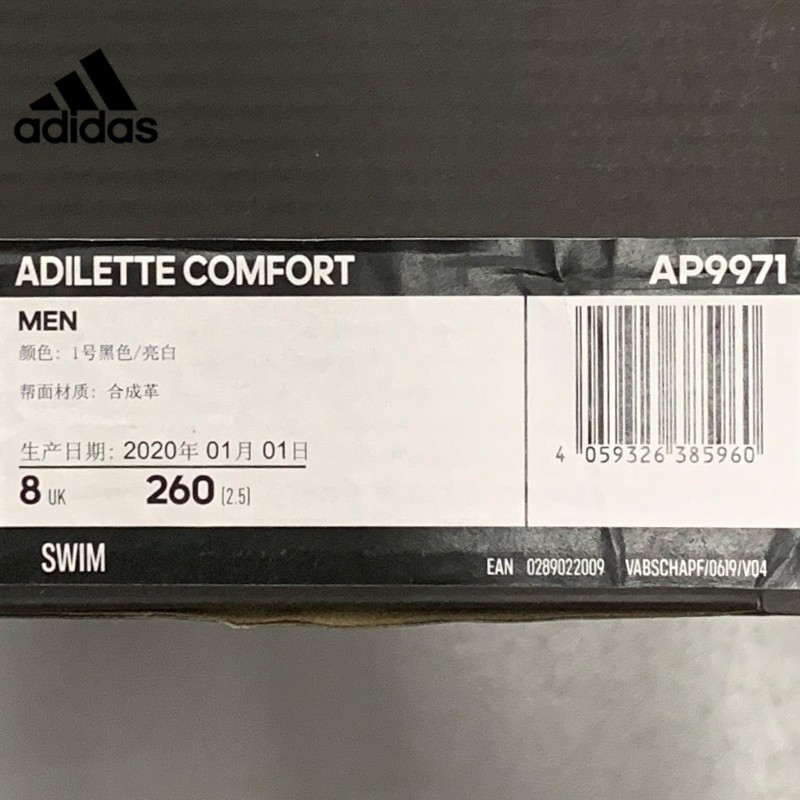 adidas
ADILETTE COMFORT AP9971
MEN
颜色: 1号黑色/亮白
帮面材质: 合成革
生产日期: 2020年 01月 01日
4 059326 385960
8 UK 260 (2.5)
SWIM EAN 0289022009 VABSCHAPF/0619/V04